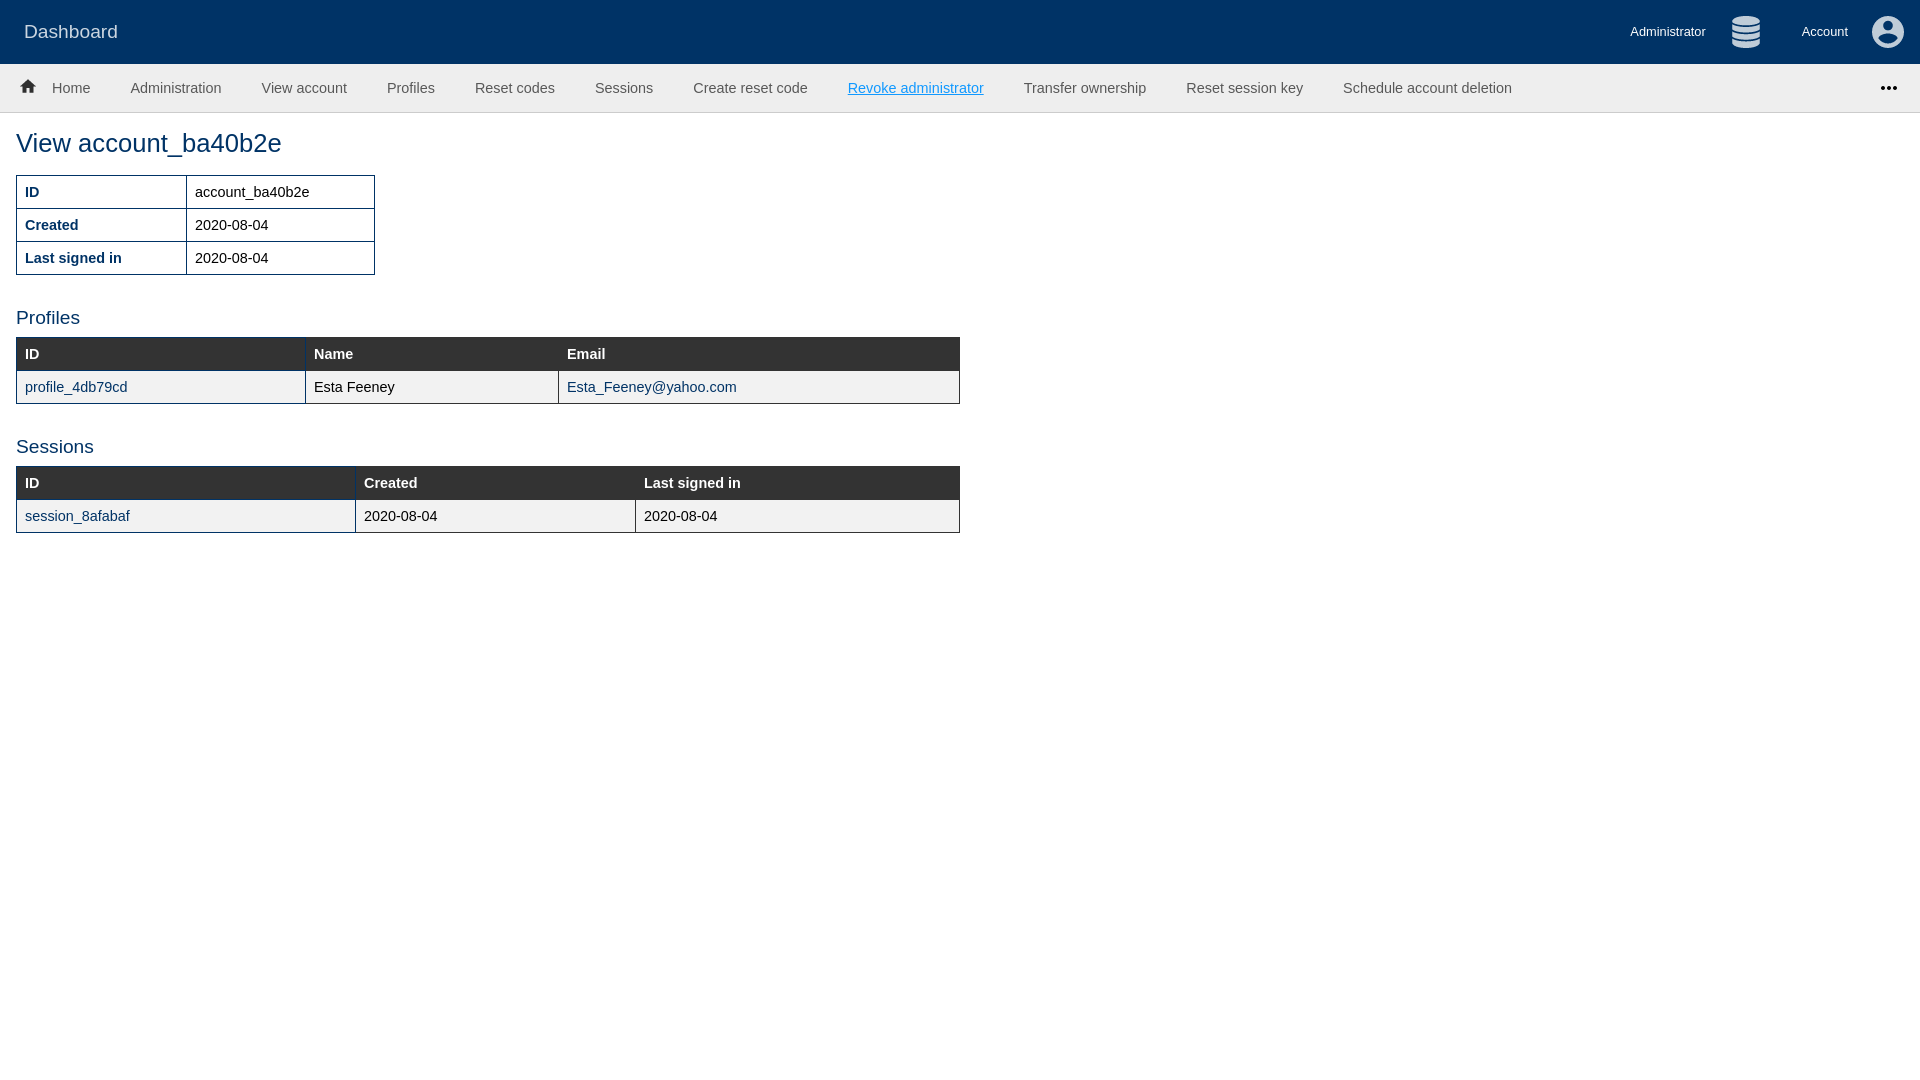 Dashboard
Administrator
Account
Home Administration View account Profiles Reset codes Sessions Create reset code Revoke administrator Transfer ownership Reset session key Schedule account deletion
View account_ba40b2e
ID account_ba40b2e
Created 2020-08-04
Last signed in 2020-08-04
Profiles
ID Name Email
profile_4db79cd Esta Feeney Esta_Feeney@yahoo.com
Sessions
ID Created Last signed in
session_8afabaf 2020-08-04 2020-08-04